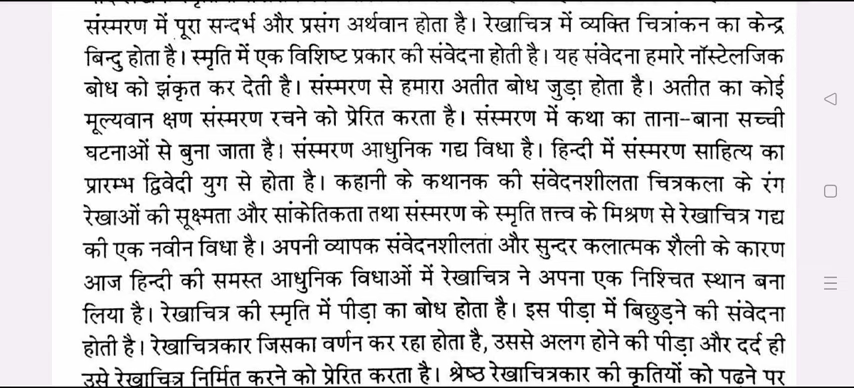 संस्मरण में पूरा सन्दर्भ और प्रसंग अर्थवान होता है। रेखाचित्र में व्यक्ति चित्रांकन का केन्द्र
बिन्दु होता है। स्मृति में एक विशिष्ट प्रकार की संवेदना होती है। यह संवेदना हमारे नॉस्टेलजिक
बोध को झंकृत कर देती है। संस्मरण से हमारा अतीत बोध जुड़ा होता है। अतीत का कोई
मूल्यवान क्षण संस्मरण रचने को प्रेरित करता है। संस्मरण में कथा का ताना-बाना सच्ची
घटनाओं से बुना जाता है। संस्मरण आधुनिक गद्य विधा है। हिन्दी में संस्मरण साहित्य का
प्रारम्भ द्विवेदी युग से होता है। कहानी के कथानक की संवेदनशीलता चित्रकला के रंग
रेखाओं की सूक्ष्मता और सांकेतिकता तथा संस्मरण के स्मृति तत्त्व के मिश्रण से रेखाचित्र गद्य
की एक नवीन विधा है। अपनी व्यापक संवेदनशीलता और सुन्दर कलात्मक शैली के कारण
आज हिन्दी की समस्त आधुनिक विधाओं में रेखाचित्र ने अपना एक निश्चित स्थान बना
लिया है। रेखाचित्र की स्मृति में पीड़ा का बोध होता है। इस पीड़ा में बिछुड़ने की संवेदना
होती है। रेखाचित्रकार जिसका वर्णन कर रहा होता है, उससे अलग होने की पीड़ा और दर्द ही
उसे रेखाचित्र निर्मित करने को प्रेरित करता है। श्रेष्ठ रेखाचित्रकार की कृतियों को पढ़ने पर